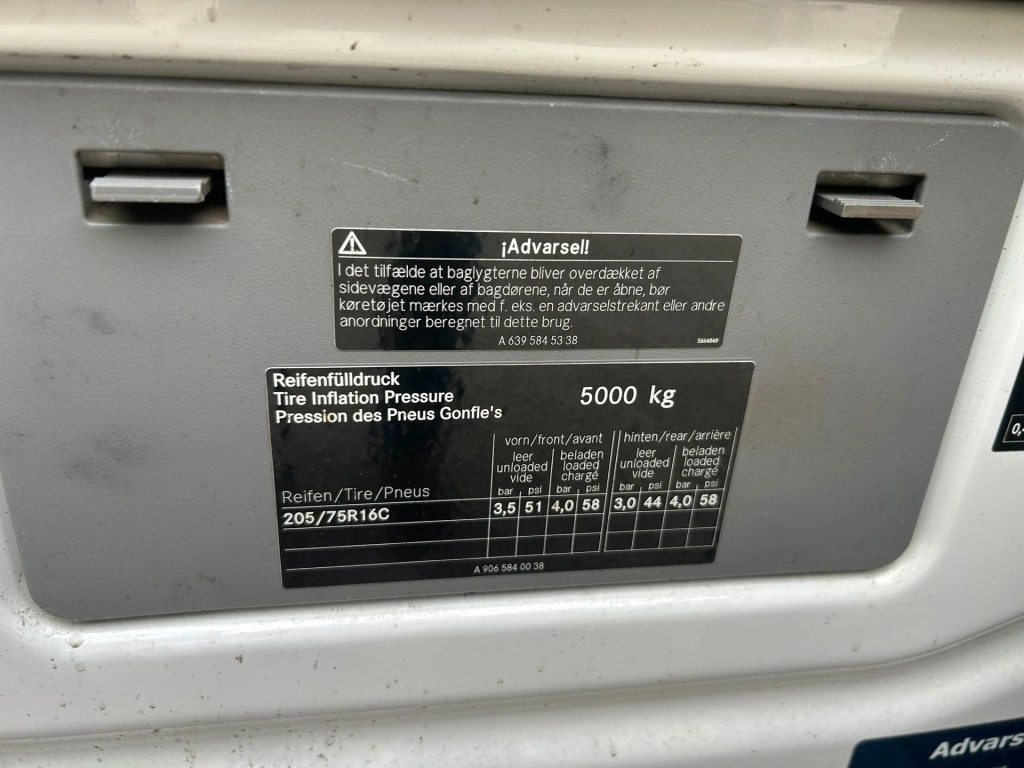 ¡Advarsel!
I det tilfælde at baglygterne bliver overdækket af
sidevægene eller af bagdørene, når de er åbne, bør
køretøjet mærkes med f. eks. en advarselstrekant eller andre
anordninger beregnet til dette brug.
A 639 584 53 38
5664849
Reifenfülldruck
Tire Inflation Pressure
Pression des Pneus Gonfle's
5000 kg
vorn/front/avant hinten/rear/arrière
leer beladen leer beladen
unloaded loaded unloaded loaded
vide chargé vide chargé
Reifen/Tire/Pneus bar psi bar psi bar psi bar psi
205/75R16C 3,5 51 4,0 58 3,0 44 4,0 58
A 906 584 00 38
Advars